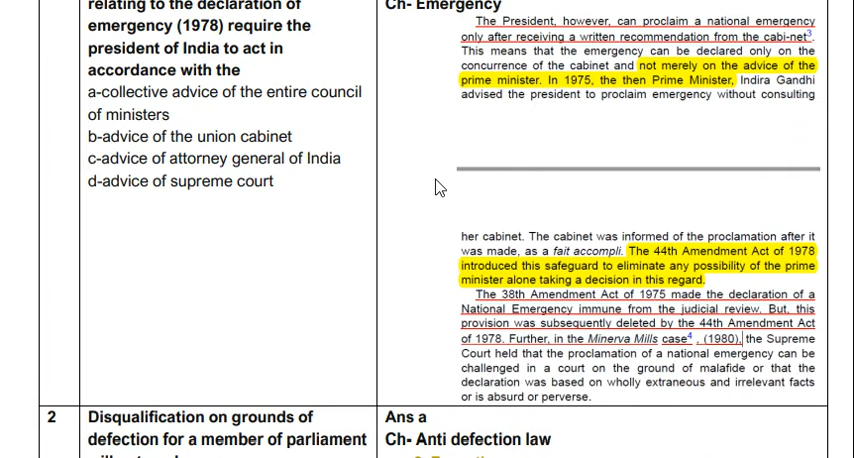 relating to the declaration of
emergency (1978) require the
president of India to act in
accordance with the
a-collective advice of the entire council
of ministers
b-advice of the union cabinet
c-advice of attorney general of India
d-advice of supreme court
Ch- Emergency
The President, however, can proclaim a national emergency
only after receiving a written recommendation from the cabi-net3.
This means that the emergency can be declared only on the
concurrence of the cabinet and not merely on the advice of the
prime minister. In 1975, the then Prime Minister, Indira Gandhi
advised the president to proclaim emergency without consulting
her cabinet. The cabinet was informed of the proclamation after it
was made, as a fait accompli. The 44th Amendment Act of 1978
introduced this safeguard to eliminate any possibility of the prime
minister alone taking a decision in this regard.
The 38th Amendment Act of 1975 made the declaration of a
National Emergency immune from the judicial review. But, this
provision was subsequently deleted by the 44th Amendment Act
of 1978. Further, in the Minerva Mills case4 , (1980), the Supreme
Court held that the proclamation of a national emergency can be
challenged in a court on the ground of malafide or that the
declaration was based on wholly extraneous and irrelevant facts
or is absurd or perverse.
2
Disqualification on grounds of
defection for a member of parliament
Ans a
Ch- Anti defection law